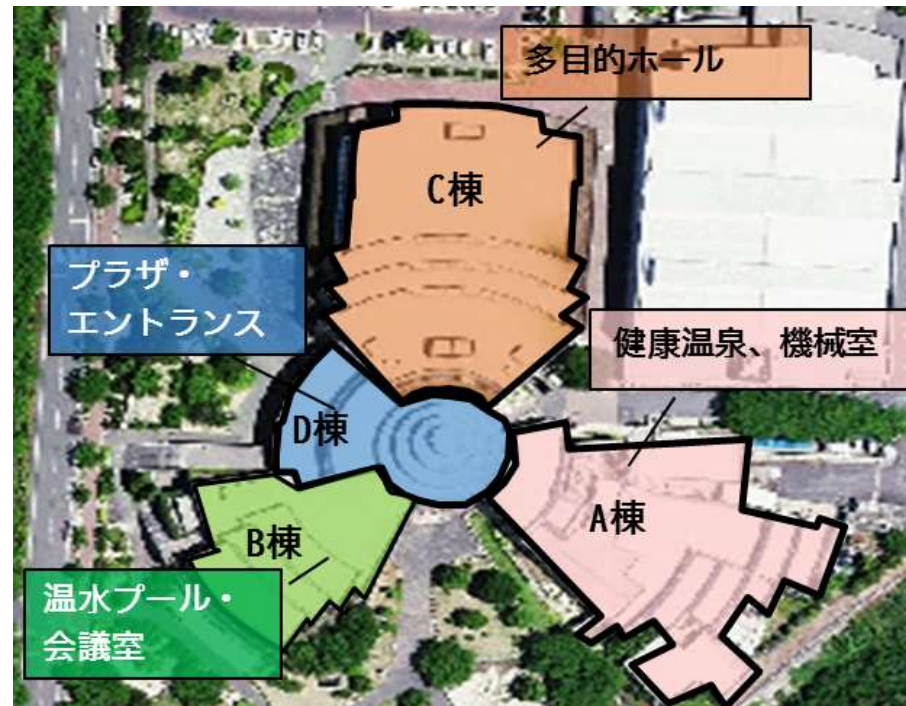 多目的ホール
C棟
プラザ・
エントランス
健康温泉、機械室
D棟
A棟
B棟
温水プール・
会議室